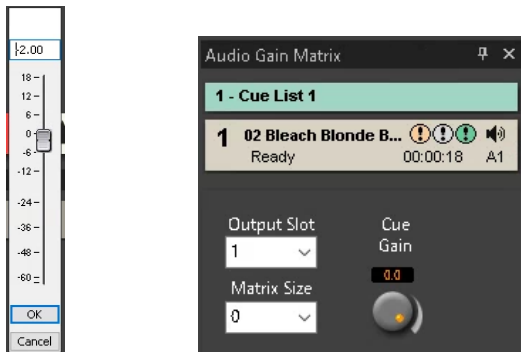 -2.00
18
12
6
0
-6
-12
-24
-36
-48
-60
OK
Cancel
Audio Gain Matrix
1 - Cue List 1
1 02 Bleach Blonde B...
Ready 00:00:18 A1
Output Slot
1
Matrix Size
0
Cue
Gain
0.0